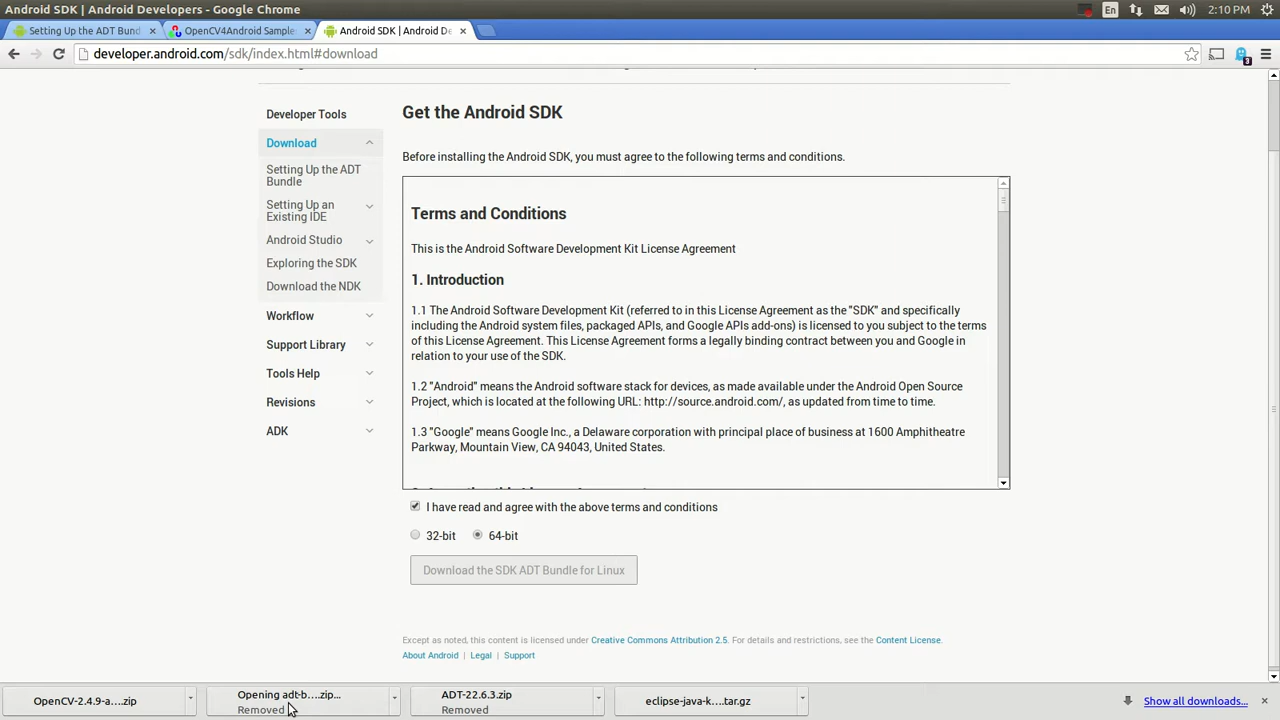 Android SDK | Android Developers - Google Chrome
En
2:10 PM
Setting Up the ADT Bund
OpenCV4Android Sample
Android SDK | Android De
developer.android.com/sdk/index.html#download
3
Developer Tools
Download
Setting Up the ADT
Bundle
Setting Up an
Existing IDE
Android Studio
Exploring the SDK
Download the NDK
Workflow
Support Library
Tools Help
Revisions
ADK
Get the Android SDK
Before installing the Android SDK, you must agree to the following terms and conditions.
Terms and Conditions
This is the Android Software Development Kit License Agreement
1. Introduction
1.1 The Android Software Development Kit (referred to in this License Agreement as the "SDK" and specifically
including the Android system files, packaged APIs, and Google APIs add-ons) is licensed to you subject to the terms
of this License Agreement. This License Agreement forms a legally binding contract between you and Google in
relation to your use of the SDK.
1.2 "Android" means the Android software stack for devices, as made available under the Android Open Source
Project, which is located at the following URL: http://source.android.com/, as updated from time to time.
1.3 "Google" means Google Inc., a Delaware corporation with principal place of business at 1600 Amphitheatre
Parkway, Mountain View, CA 94043, United States.
I have read and agree with the above terms and conditions
32-bit
64-bit
Download the SDK ADT Bundle for Linux
Except as noted, this content is licensed under Creative Commons Attribution 2.5. For details and restrictions, see the Content License.
About Android | Legal | Support
OpenCV-2.4.9-a....zip
Opening adt-b....zip...
Removed
ADT-22.6.3.zip
Removed
eclipse-java-k....tar.gz
Show all downloads...